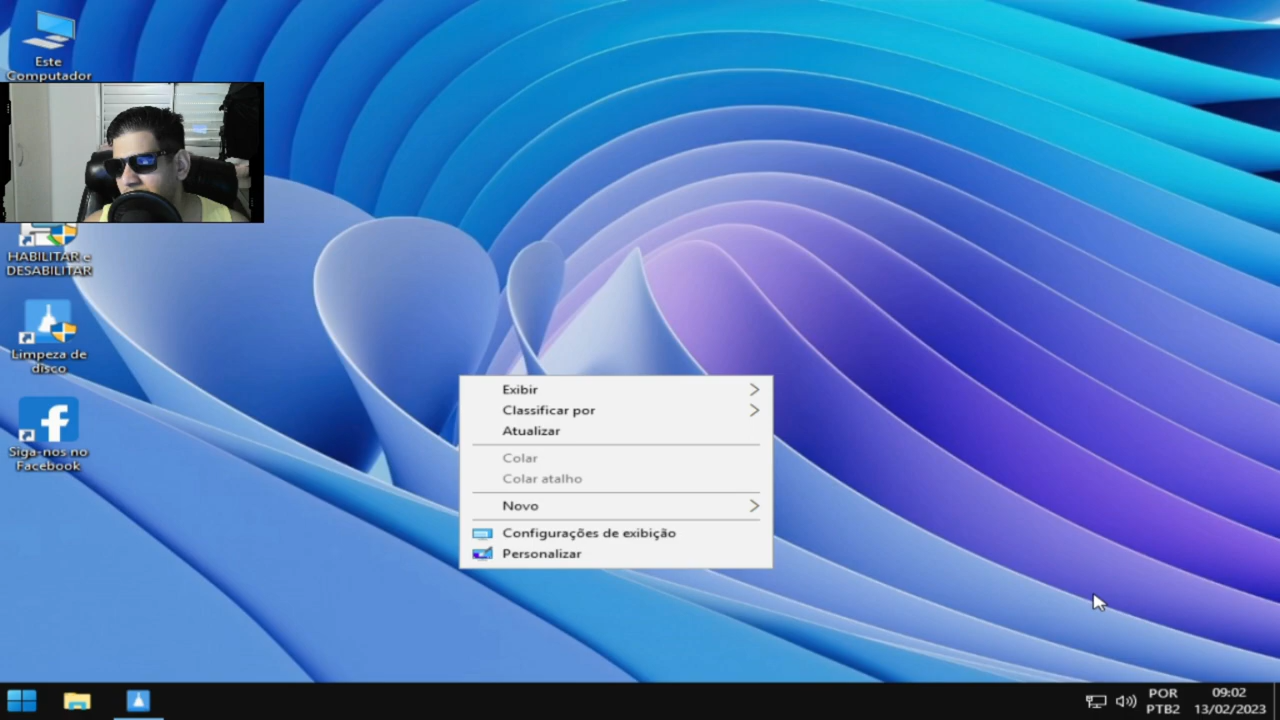 Este
Computador
HABILITAR e
DESABILITAR
Limpeza de
disco
Siga-nos no
Facebook
Exibir
Classificar por
Atualizar
Colar
Colar atalho
Novo
Configurações de exibição
Personalizar
POR
PTB2
09:02
13/02/2023